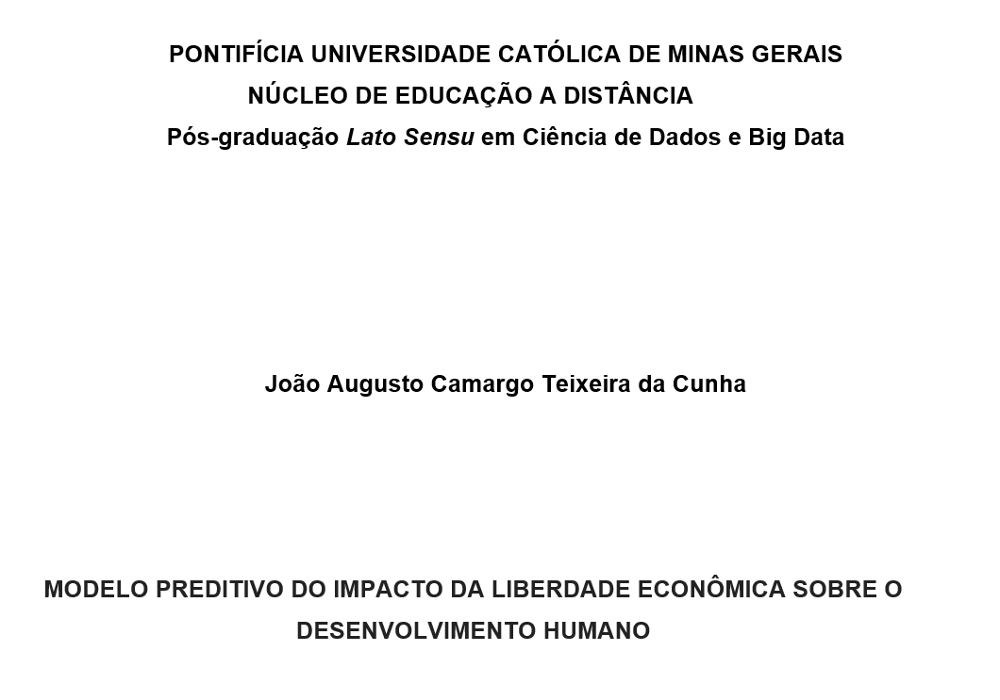 PONTIFÍCIA UNIVERSIDADE CATÓLICA DE MINAS GERAIS
NÚCLEO DE EDUCAÇÃO A DISTÂNCIA
Pós-graduação Lato Sensu em Ciência de Dados e Big Data
João Augusto Camargo Teixeira da Cunha
MODELO PREDITIVO DO IMPACTO DA LIBERDADE ECONÔMICA SOBRE O
DESENVOLVIMENTO HUMANO